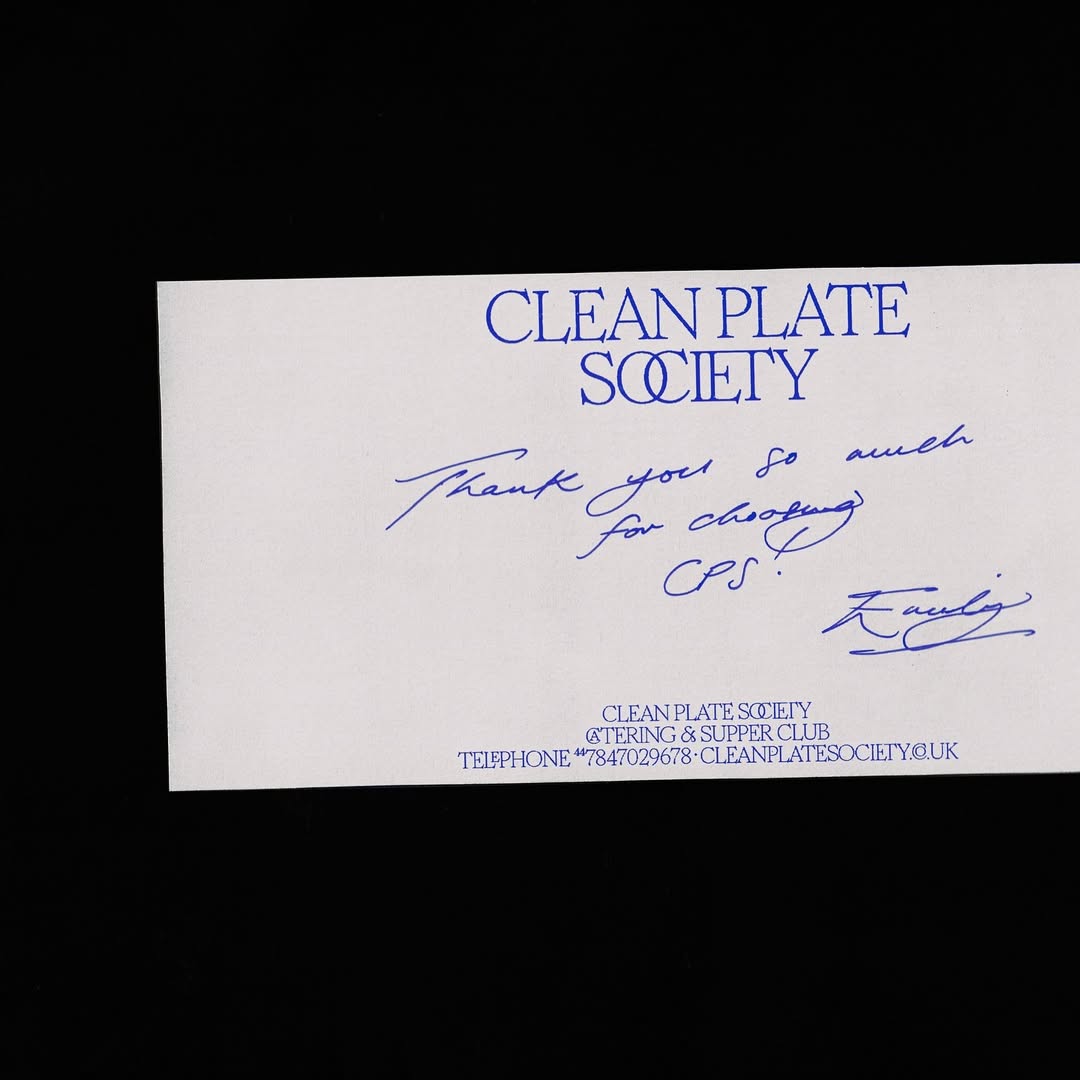 CLEAN PLATE
SOCIETY
Thank you so much
for choosing
CPS!
Emily
CLEAN PLATE SOCIETY
CATERING & SUPPER CLUB
TELEPHONE 447847029678 · CLEANPLATESOCIETY.CO.UK